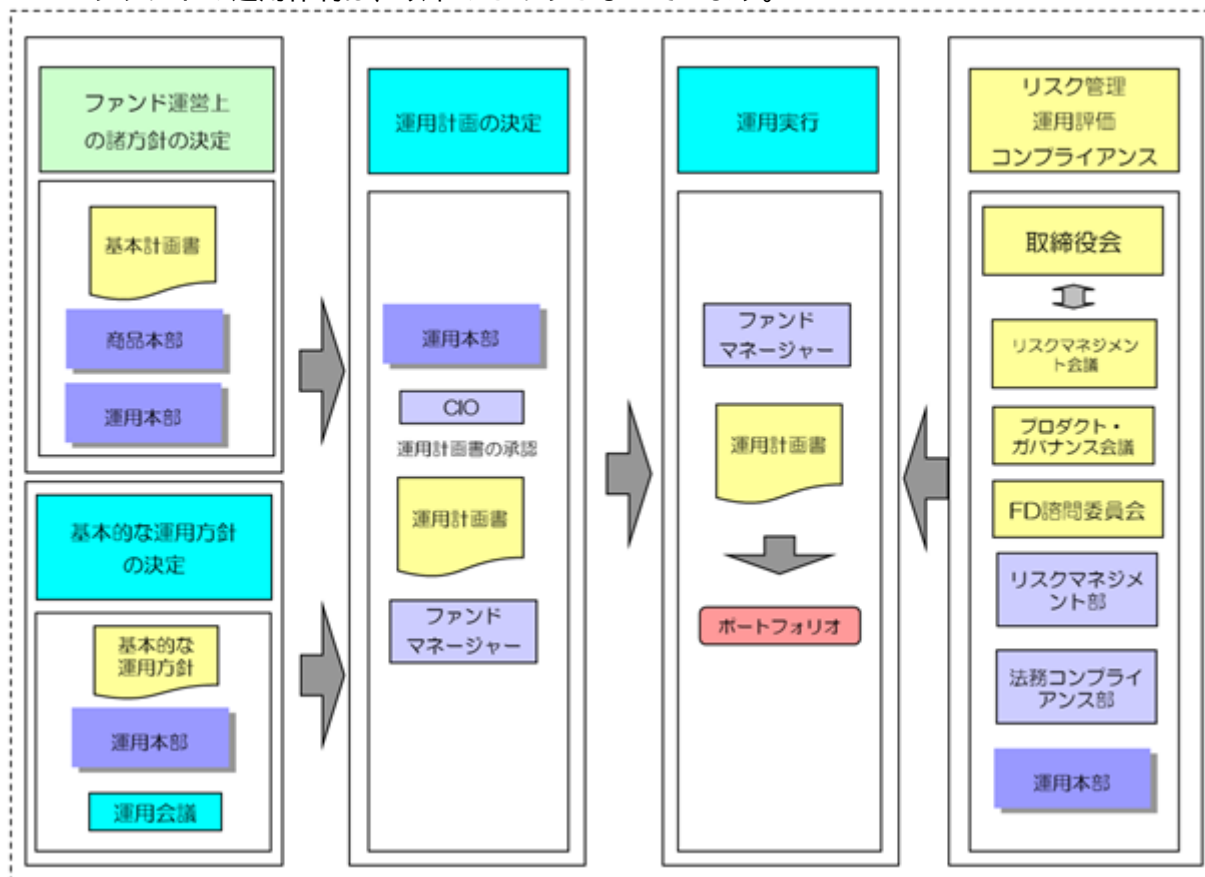 ファンド運営上
の諸方針の決定
基本計画書
商品本部
運用本部
基本的な運用方針
の決定
基本的な
運用方針
運用本部
運用会議
運用計画の決定
運用本部
CIO
運用計画書の承認
運用計画書
ファンド
マネージャー
運用実行
ファンド
マネージャー
運用計画書
ポートフォリオ
リスク管理
運用評価
コンプライアンス
取締役会
リスクマネジメン
ト会議
プロダクト・
ガバナンス会議
FD諮問委員会
リスクマネジメ
ント部
法務コンプライ
アンス部
運用本部